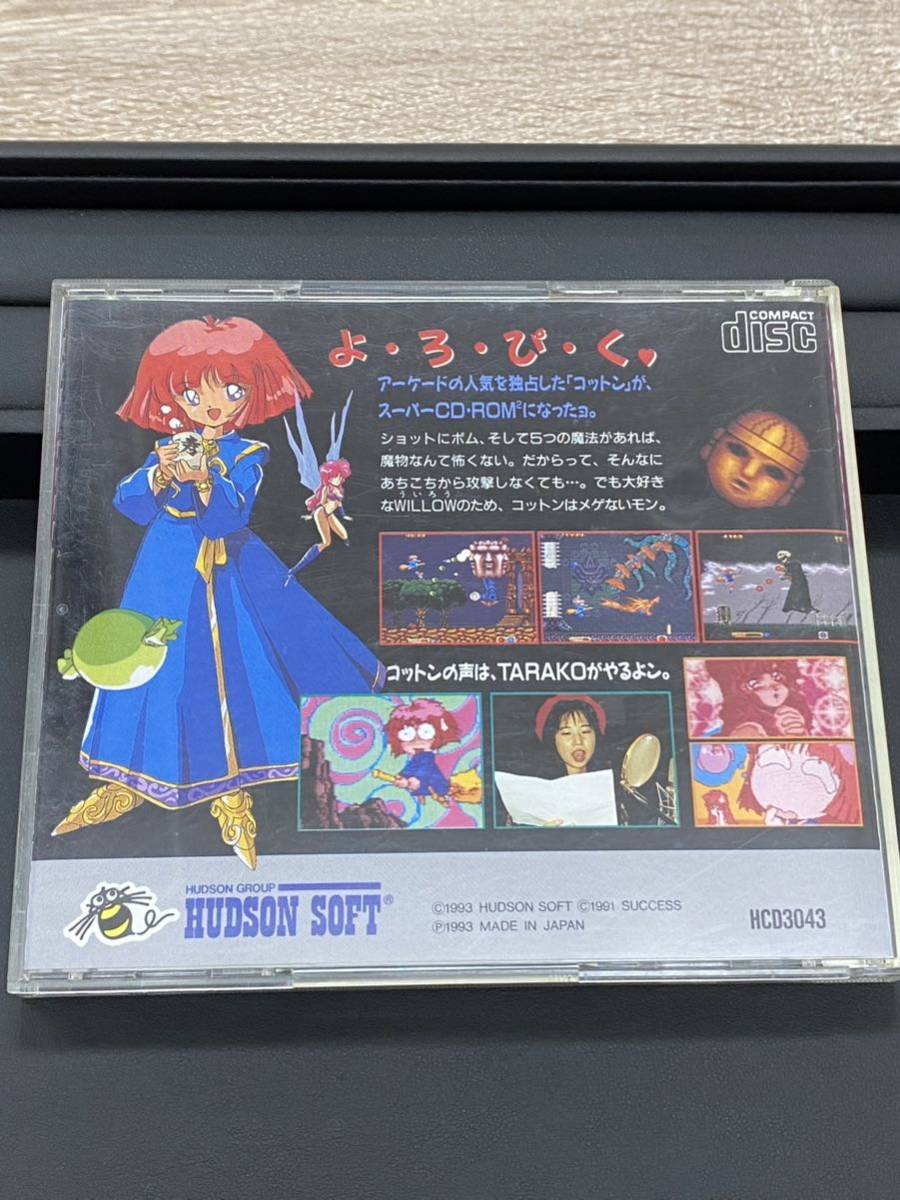 COMPACT
disc
よ・ろ・ぴ・く♥
アーケードの人気を独占した「コットン」が、
スーパーCD・ROM²になったヨ。
ショットにボム、そして5つの魔法があれば、
魔物なんて怖くない。だからって、そんなに
あちこちから攻撃しなくても…。でも大好き
ういろう
なWILLOWのため、コットンはメゲないモン。
コットンの声は、TARAKOがやるよン。
寿
HUDSON GROUP
HUDSON SOFT®
©1993 HUDSON SOFT ©1991 SUCCESS
℗1993 MADE IN JAPAN
HCD3043